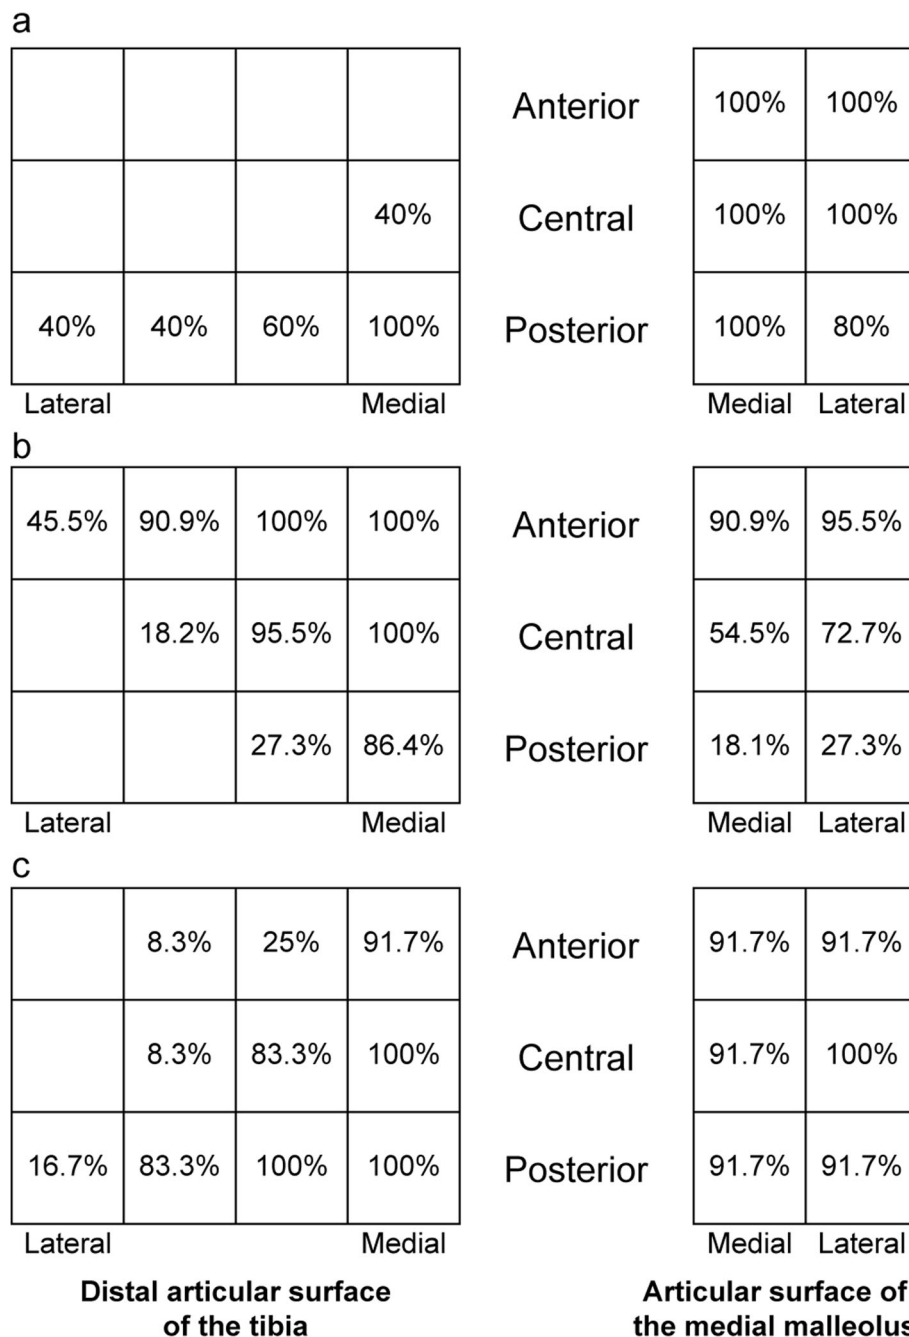 a
Anterior 100% 100%
40% Central 100% 100%
40% 40% 60% 100% Posterior 100% 80%
Lateral Medial Medial Lateral
b
45.5% 90.9% 100% 100% Anterior 90.9% 95.5%
18.2% 95.5% 100% Central 54.5% 72.7%
27.3% 86.4% Posterior 18.1% 27.3%
Lateral Medial Medial Lateral
c
8.3% 25% 91.7% Anterior 91.7% 91.7%
8.3% 83.3% 100% Central 91.7% 100%
16.7% 83.3% 100% 100% Posterior 91.7% 91.7%
Lateral Medial Medial Lateral
Distal articular surface Articular surface of
of the tibia the medial malleolus